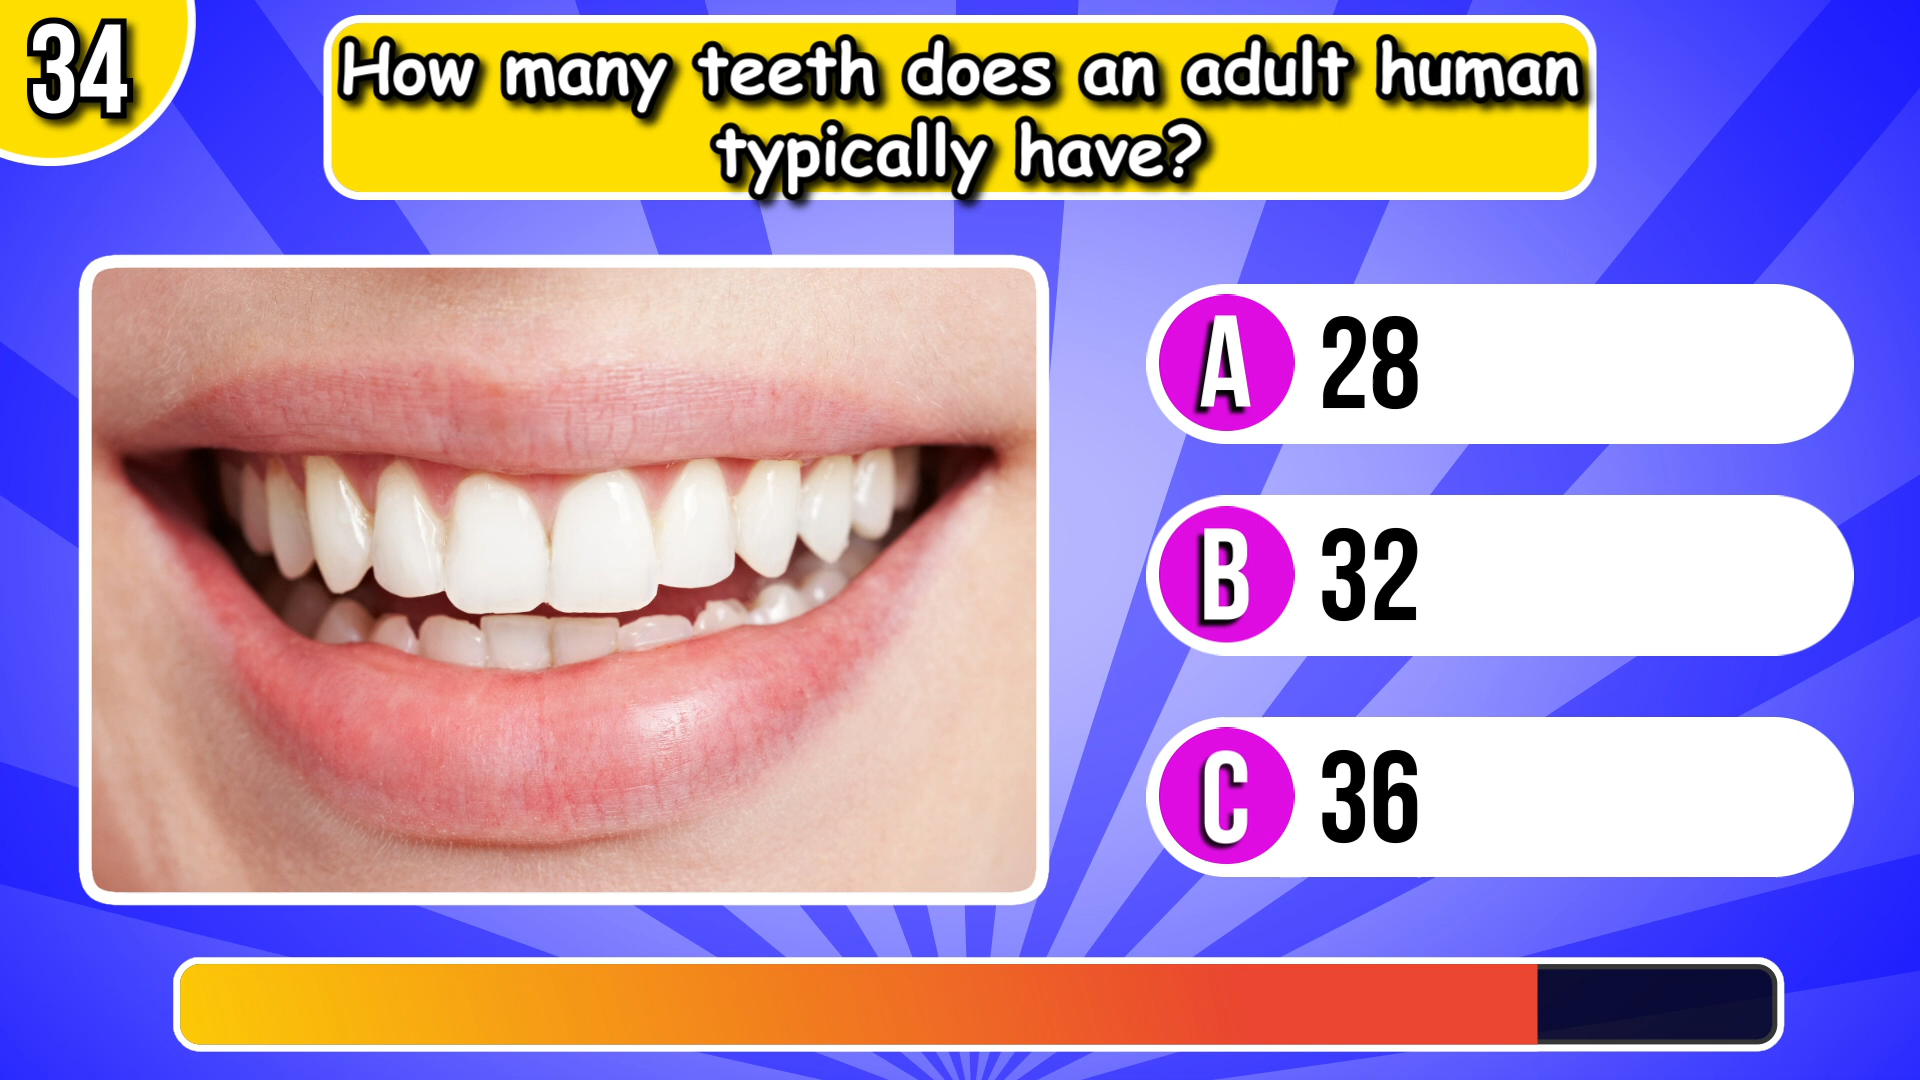 34
How many teeth does an adult human
typically have?
A 28
B 32
C 36